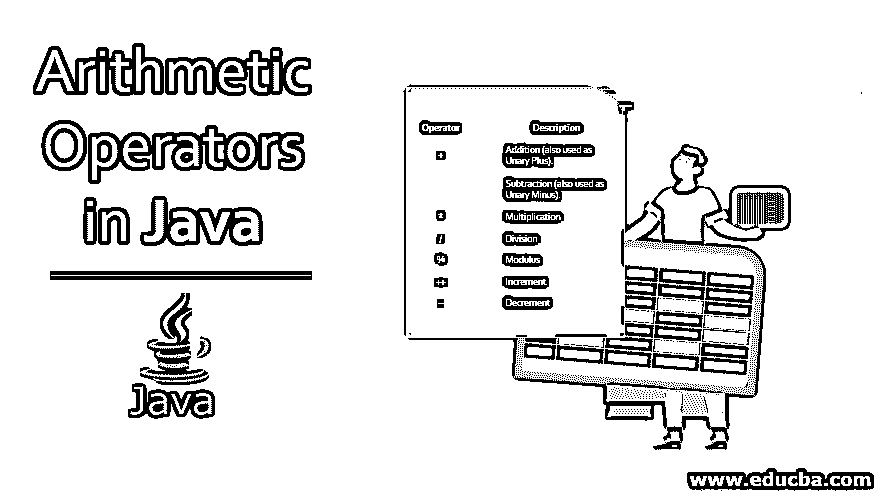 Arithmetic
Operators
in Java
Java
Operator Description
+ Addition (also used as
Unary Plus).
Subtraction (also used as
Unary Minus).
Multiplication
/ Division
% Modulus
++ Increment
Decrement
www.educba.com